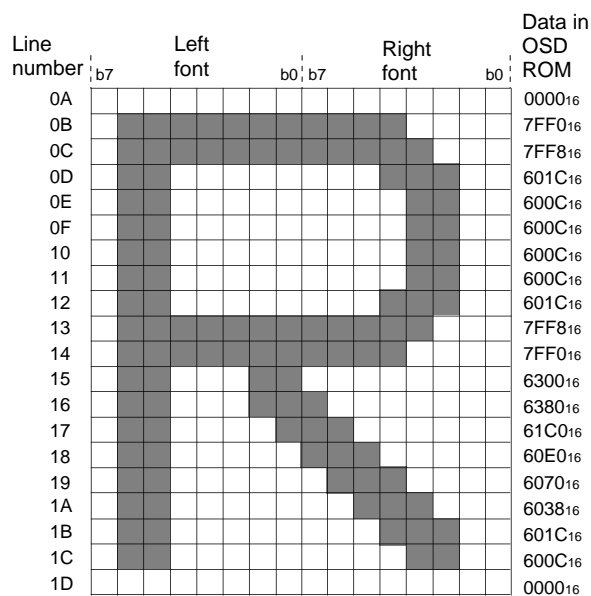 Line number Left font Right font Data in OSD ROM
b7 b0 b7 b0
0A 0000₁₆
0B 7FF0₁₆
0C 7FF8₁₆
0D 601C₁₆
0E 600C₁₆
0F 600C₁₆
10 600C₁₆
11 600C₁₆
12 601C₁₆
13 7FF8₁₆
14 7FF0₁₆
15 6300₁₆
16 6380₁₆
17 61C0₁₆
18 60E0₁₆
19 6070₁₆
1A 6038₁₆
1B 601C₁₆
1C 600C₁₆
1D 0000₁₆